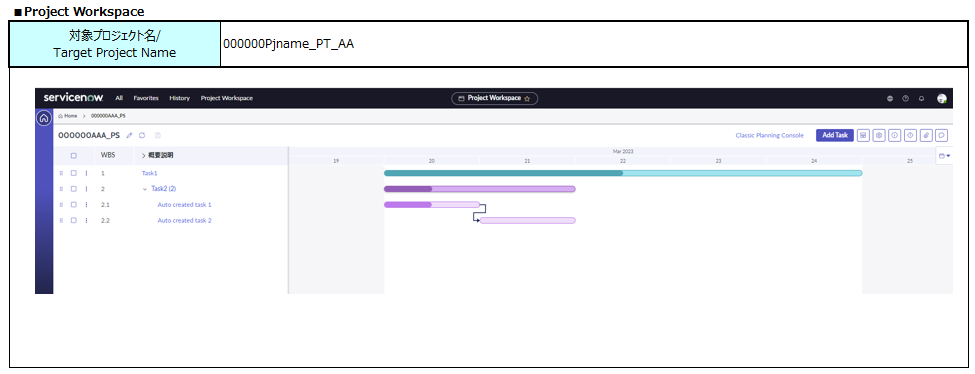 ■Project Workspace
対象プロジェクト名/
Target Project Name
000000Pjname_PT_AA
servicenow All Favorites History Project Workspace Project Workspace ☆
Home > 000000AAA_PS
000000AAA_PS Classic Planning Console Add Task
WBS > 概要説明 Mar 2023
19 20 21 22 23 24 25
1 Task1
2 Task2 (2)
2.1 Auto created task 1
2.2 Auto created task 2